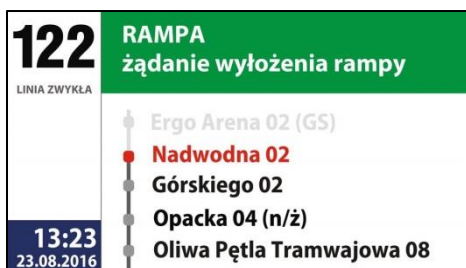 122
LINIA ZWYKŁA
RAMPA
żądanie wyłożenia rampy
Ergo Arena 02 (GS)
Nadwodna 02
Górskiego 02
Opacka 04 (n/ż)
Oliwa Pętla Tramwajowa 08
13:23
23.08.2016